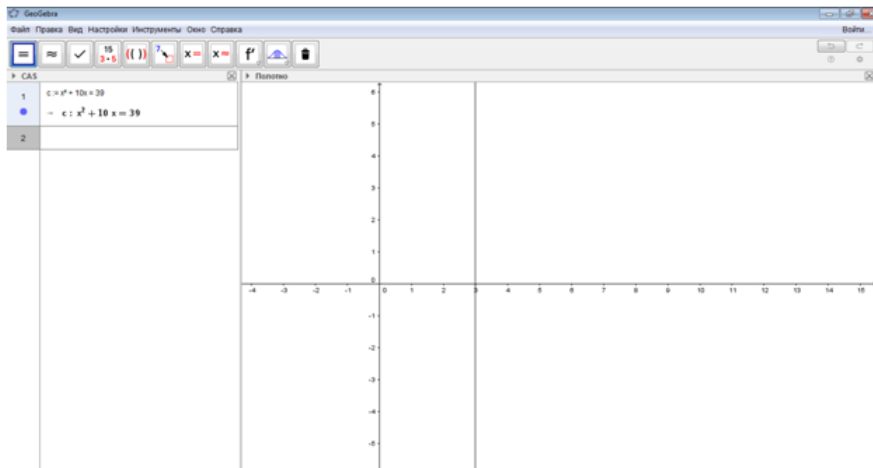 GeoGebra
Файл Правка Вид Настройки Инструменты Окно Справка
Войти...
= ≈ ✓ 15 3•5 (( )) 7 x= x≈ f'
CAS
Полотно
1
c := x² + 10x = 39
→ c : x² + 10 x = 39
2
6
5
4
3
2
1
0
-4 -3 -2 -1 0 1 2 3 4 5 6 7 8 9 10 11 12 13 14 15
-1
-2
-3
-4
-5